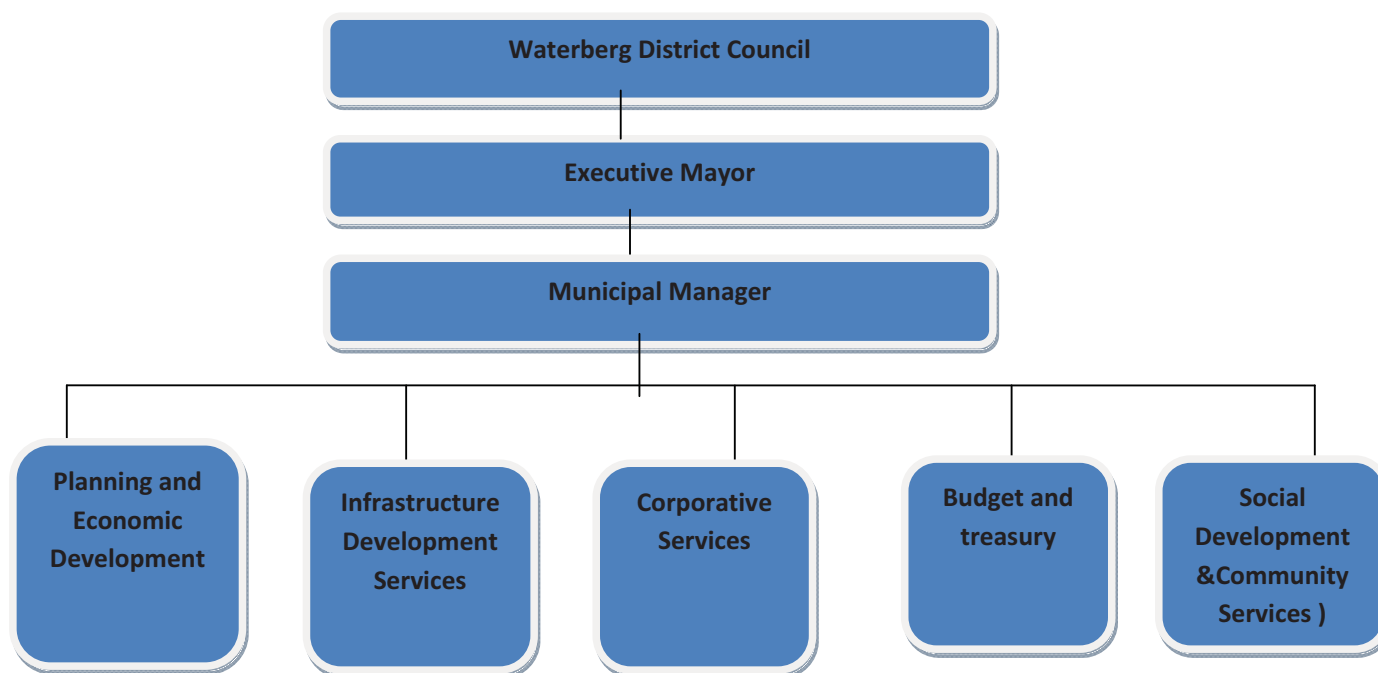 Waterberg District Council
Executive Mayor
Municipal Manager
Planning and
Economic
Development
Infrastructure
Development
Services
Corporative
Services
Budget and
treasury
Social
Development
&Community
Services )